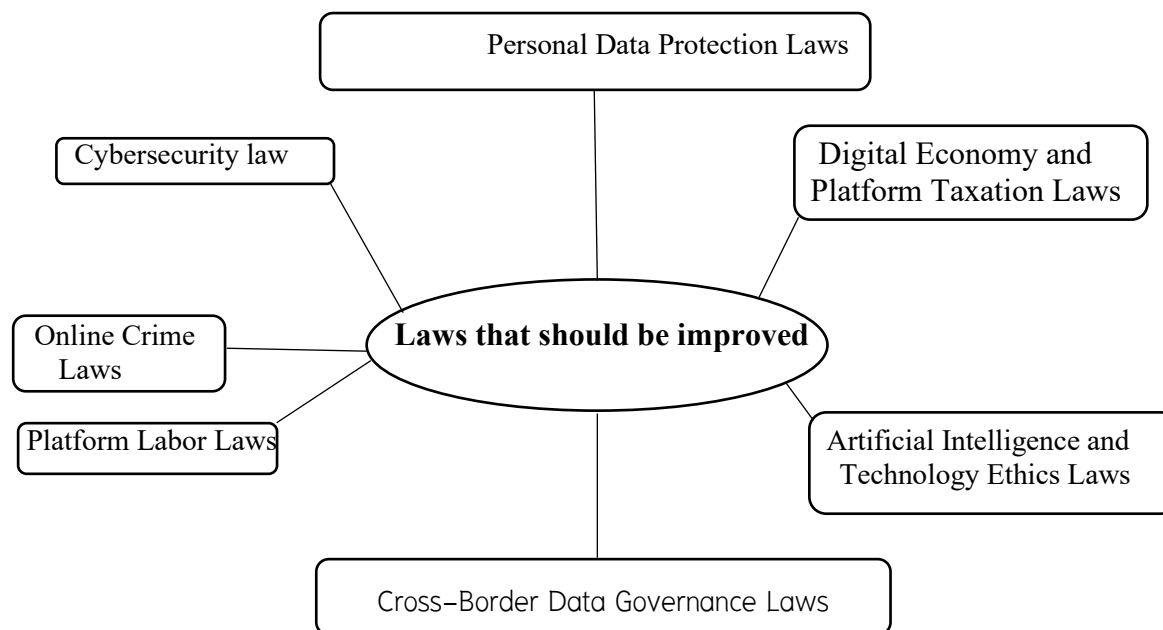 Personal Data Protection Laws
Cybersecurity law
Digital Economy and
Platform Taxation Laws
Laws that should be improved
Online Crime
Laws
Platform Labor Laws
Artificial Intelligence and
Technology Ethics Laws
Cross-Border Data Governance Laws